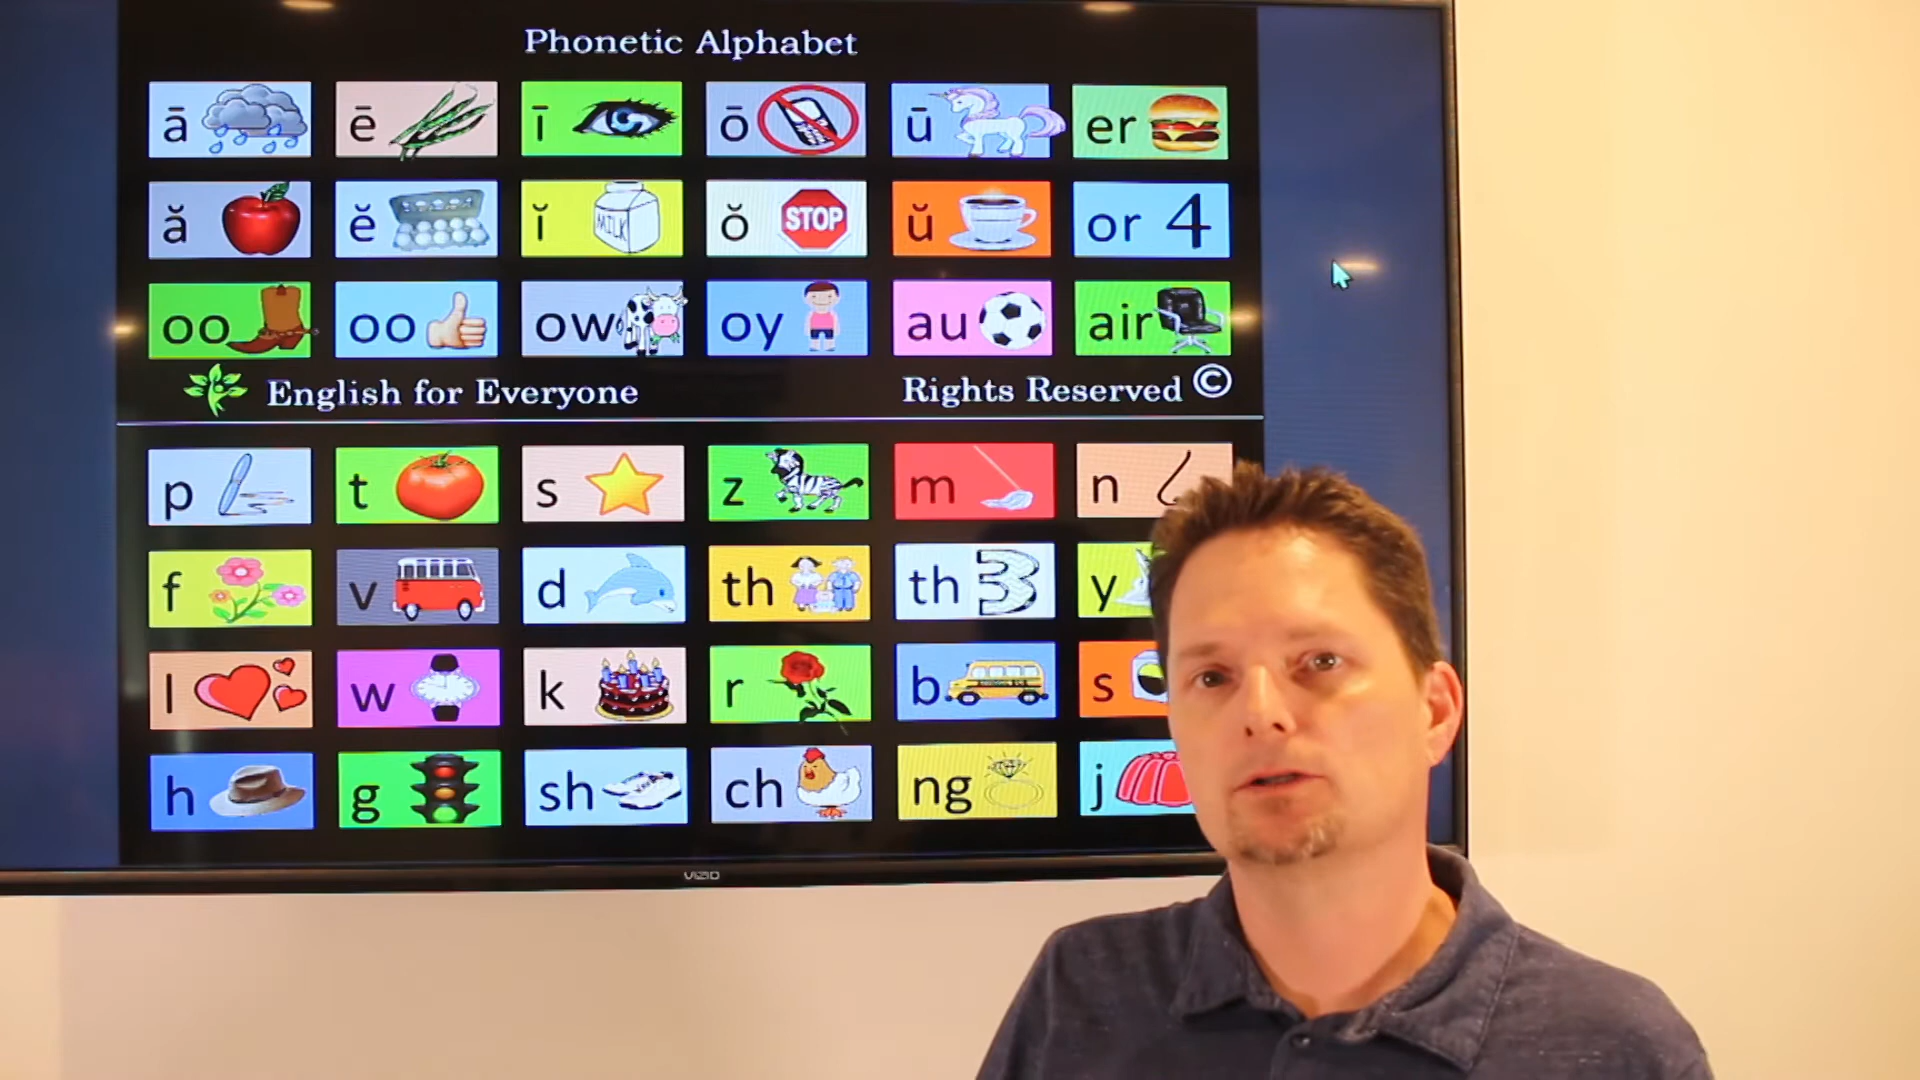 Phonetic Alphabet
ā ē ī ō ū er
ă ĕ ĭ MILK ŏ STOP ŭ or 4
oo oo ow oy au air
English for Everyone Rights Reserved ©
p t s z m n
f v d th th 3 y
l w k r b s
h g sh ch ng j
VIZIO